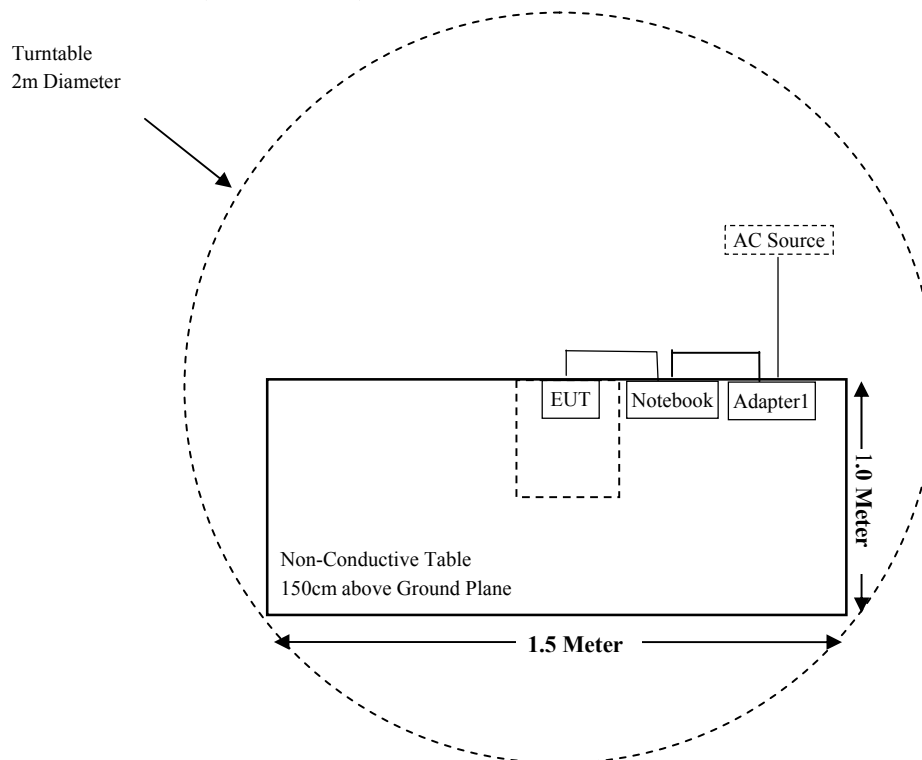 Turntable
2m Diameter
AC Source
EUT
Notebook
Adapter1
1.0 Meter
Non-Conductive Table
150cm above Ground Plane
1.5 Meter